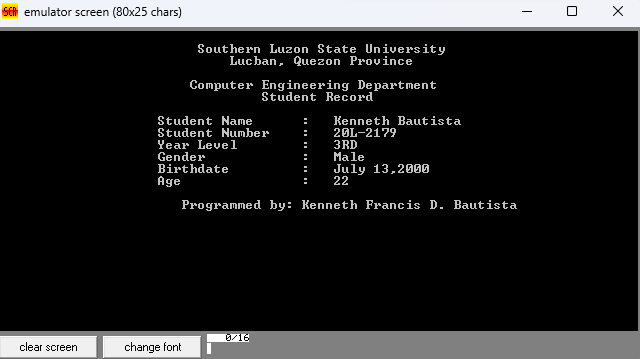 SCR emulator screen (80x25 chars)
Southern Luzon State University
Lucban, Quezon Province
Computer Engineering Department
Student Record
Student Name : Kenneth Bautista
Student Number : 20L-2179
Year Level : 3RD
Gender : Male
Birthdate : July 13,2000
Age : 22
Programmed by: Kenneth Francis D. Bautista
clear screen change font 0/16